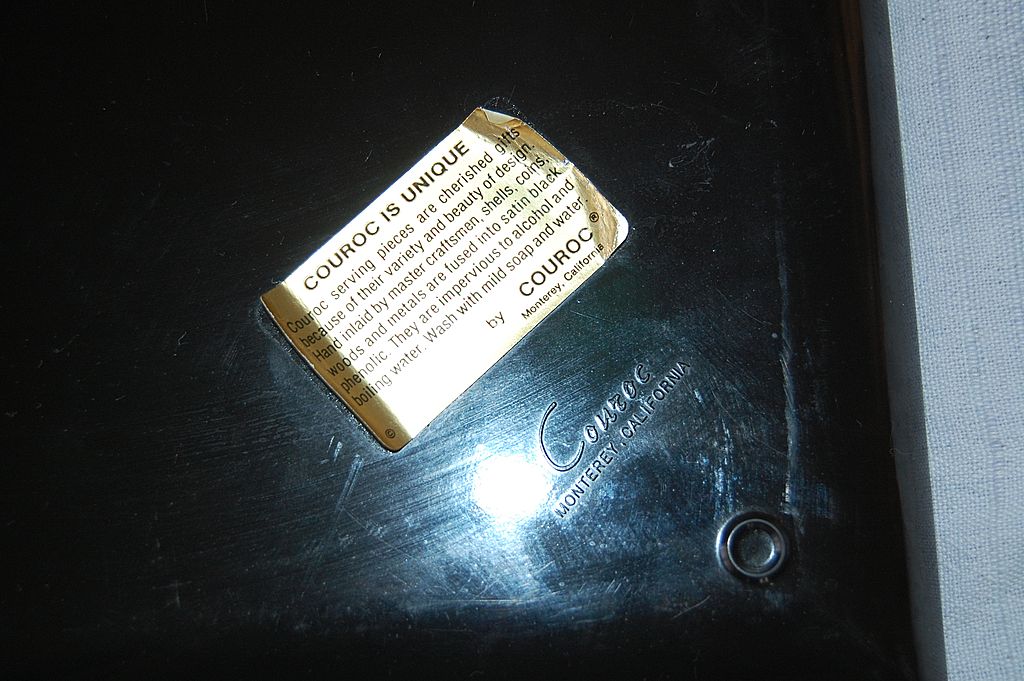 COUROC IS UNIQUE
Couroc serving pieces are cherished gifts
because of their variety and beauty of design.
Hand inlaid by master craftsmen, shells, coins,
woods and metals are fused into satin black
phenolic. They are impervious to alcohol and
boiling water. Wash with mild soap and water.
by COUROC®
Monterey, California
©
Couroc
MONTEREY, CALIFORNIA